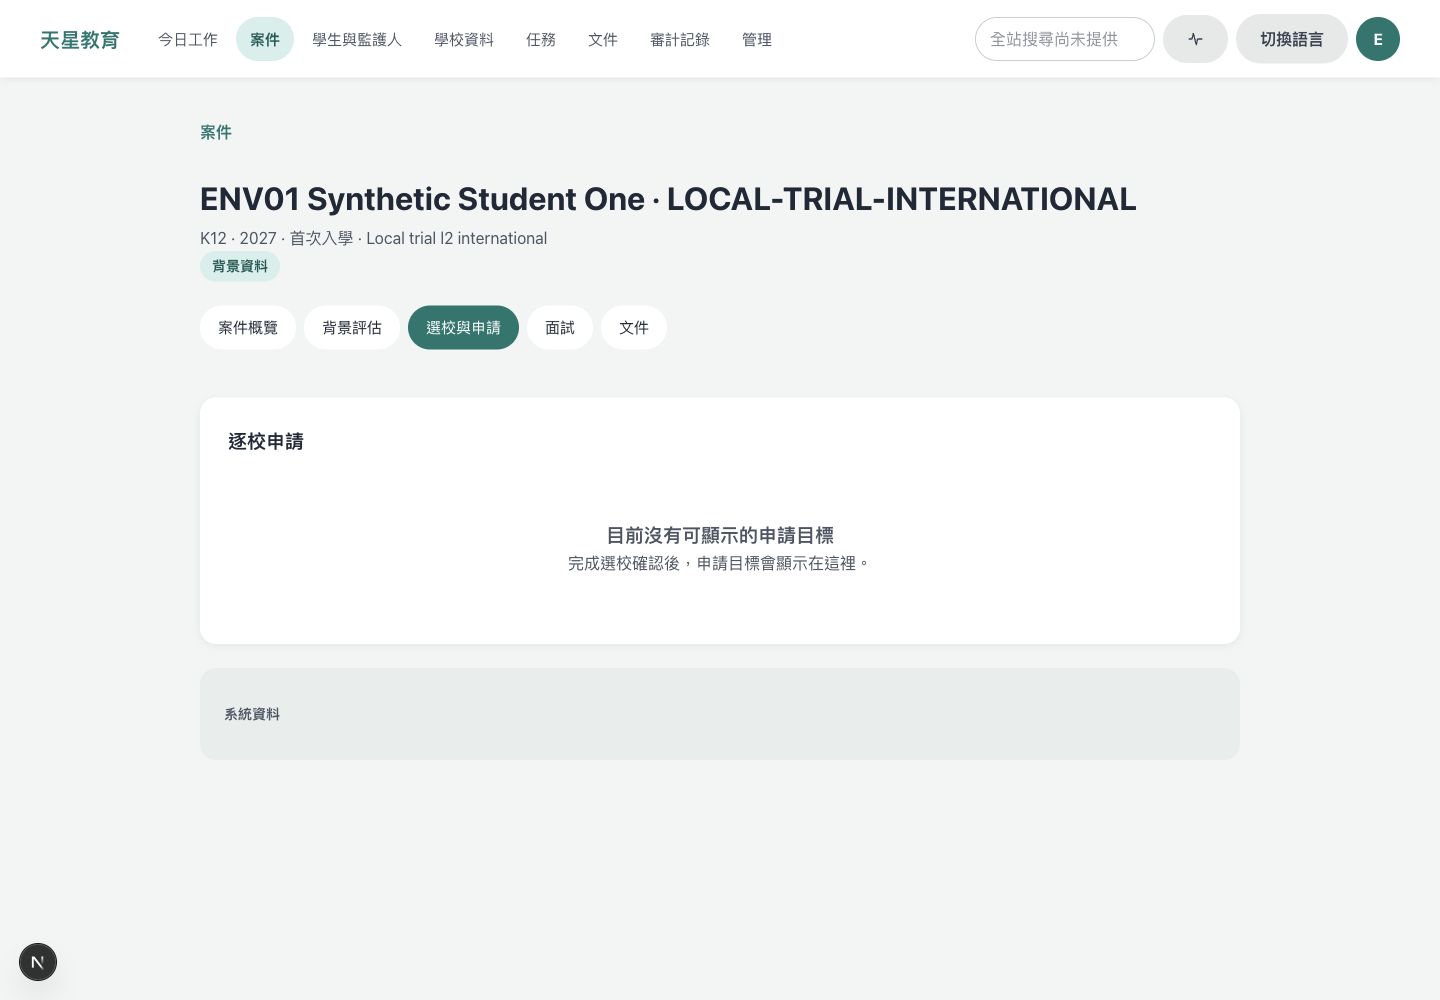 天星教育
今日工作
案件
學生與監護人
學校資料
任務
文件
審計記錄
管理
全站搜尋尚未提供
切換語言
E
案件
ENV01 Synthetic Student One · LOCAL-TRIAL-INTERNATIONAL
K12 · 2027 · 首次入學 · Local trial l2 international
背景資料
案件概覽
背景評估
選校與申請
面試
文件
逐校申請
目前沒有可顯示的申請目標
完成選校確認後，申請目標會顯示在這裡。
系統資料
N